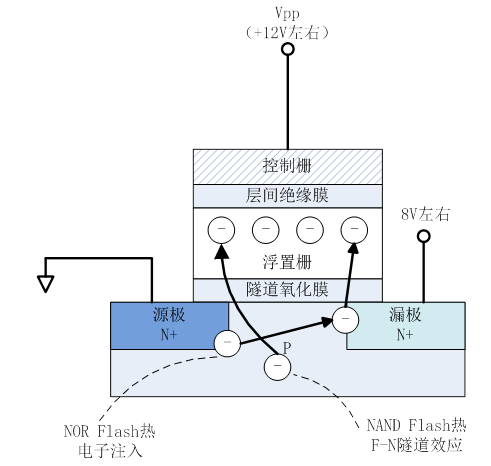 Vpp
（+12V左右）
控制栅
层间绝缘膜
8V左右
－ － － －
浮置栅
隧道氧化膜
源极
N+
漏极
N+
－
－
P
－
NOR Flash热
电子注入
NAND Flash热
F-N隧道效应